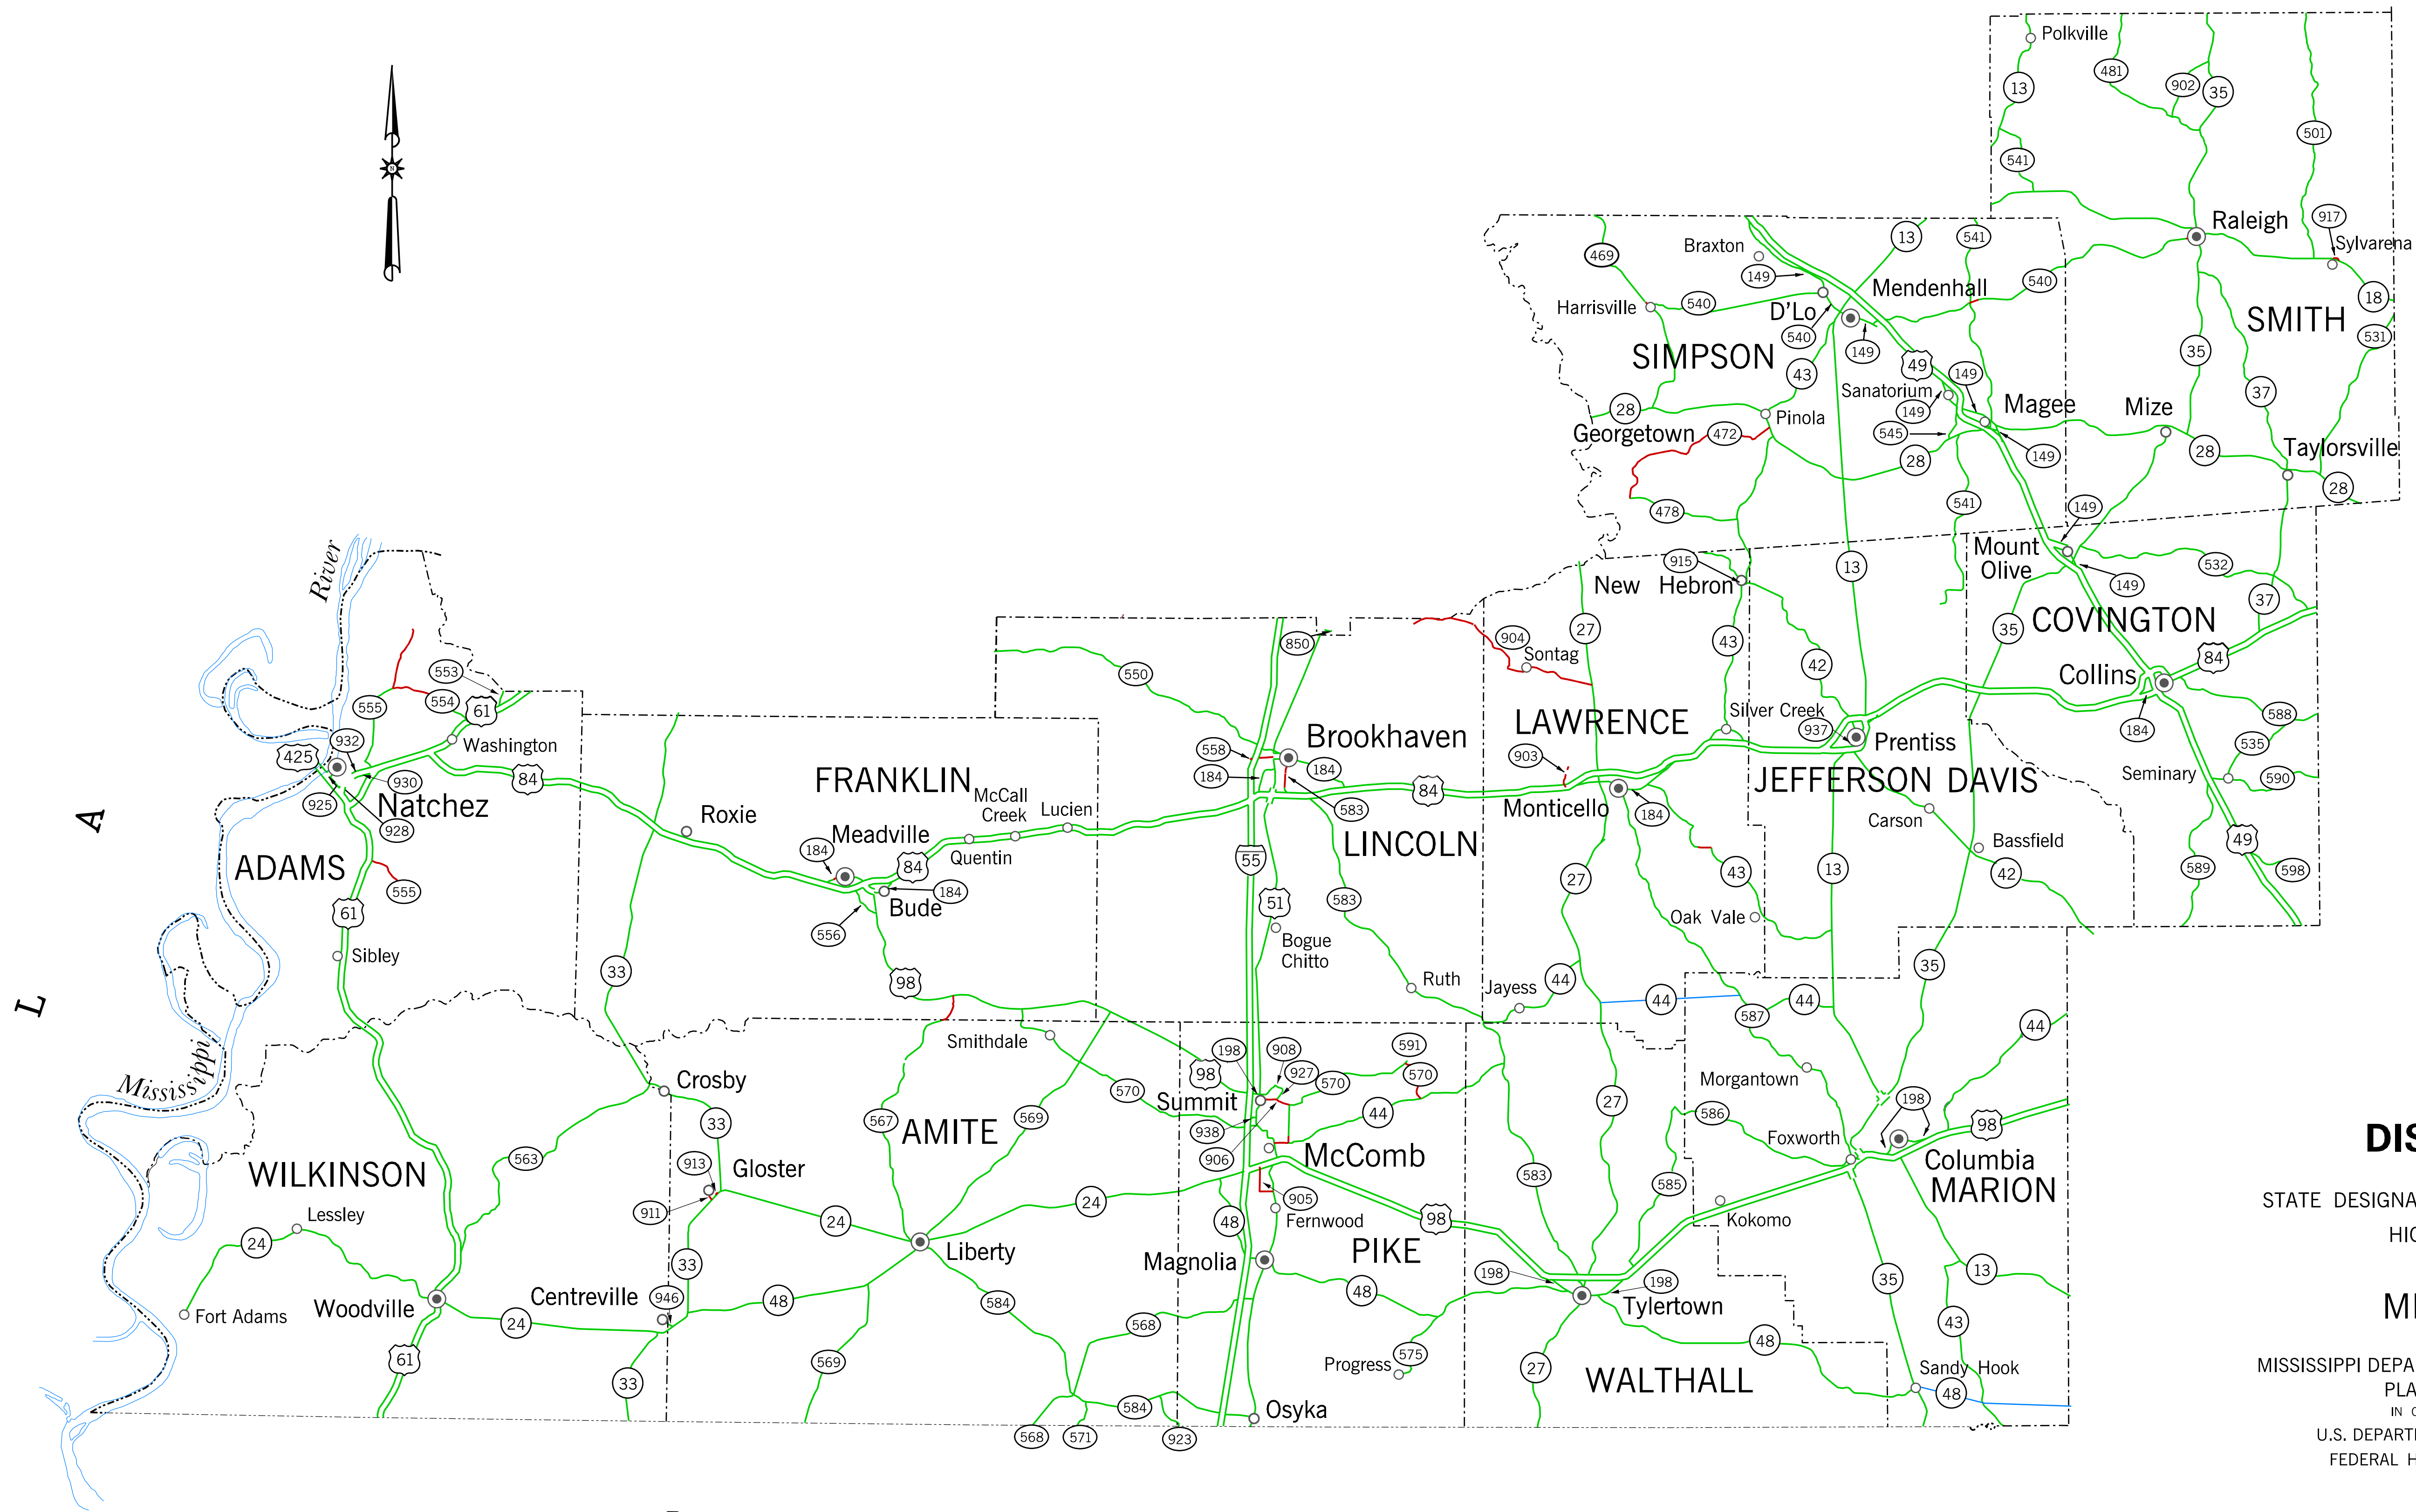 Polkville
481
902
13
35
501
541
Raleigh
917
Sylvarena
18
SMITH
531
35
37
Mize
28
Taylorsville
28
Braxton
469
149
13
541
540
Mendenhall
Harrisville
540
D'Lo
540
149
SIMPSON
43
49
149
Sanatorium
149
Magee
28
Pinola
Georgetown
472
545
149
28
478
541
149
Mount
Olive
149
532
37
COVINGTON
35
84
Collins
184
588
535
Seminary
590
49
589
598
915
New Hebron
13
27
904
Sontag
43
42
LAWRENCE
Silver Creek
937
Prentiss
903
JEFFERSON DAVIS
Monticello
184
Carson
Bassfield
43
13
42
27
Oak Vale
35
River
553
555
554
61
932
425
Washington
930
925
Natchez
928
84
ADAMS
555
61
Sibley
FRANKLIN
Roxie
McCall
Creek
Lucien
Meadville
184
84
Quentin
184
Bude
556
33
98
850
550
Brookhaven
558
184
184
583
84
LINCOLN
55
51
583
Bogue
Chitto
Ruth
Jayess
44
44
44
587
44
L A
Mississippi
Smithdale
Crosby
33
567
AMITE
569
570
98
198
908
927
570
591
570
Summit
44
938
906
McComb
905
Fernwood
27
583
585
586
Morgantown
198
98
Foxworth
Columbia
MARION
Kokomo
WILKINSON
563
913
Gloster
911
Lessley
24
24
24
48
98
PIKE
Liberty
Magnolia
33
946
Centreville
48
Woodville
Fort Adams
24
61
33
569
584
568
48
198
198
Tylertown
Progress
575
27
48
WALTHALL
35
13
43
Sandy Hook
48
584
Osyka
568
571
923
DIS
STATE DESIGNA
HIG
MI
MISSISSIPPI DEPA
PLA
IN C
U.S. DEPARTI
FEDERAL H